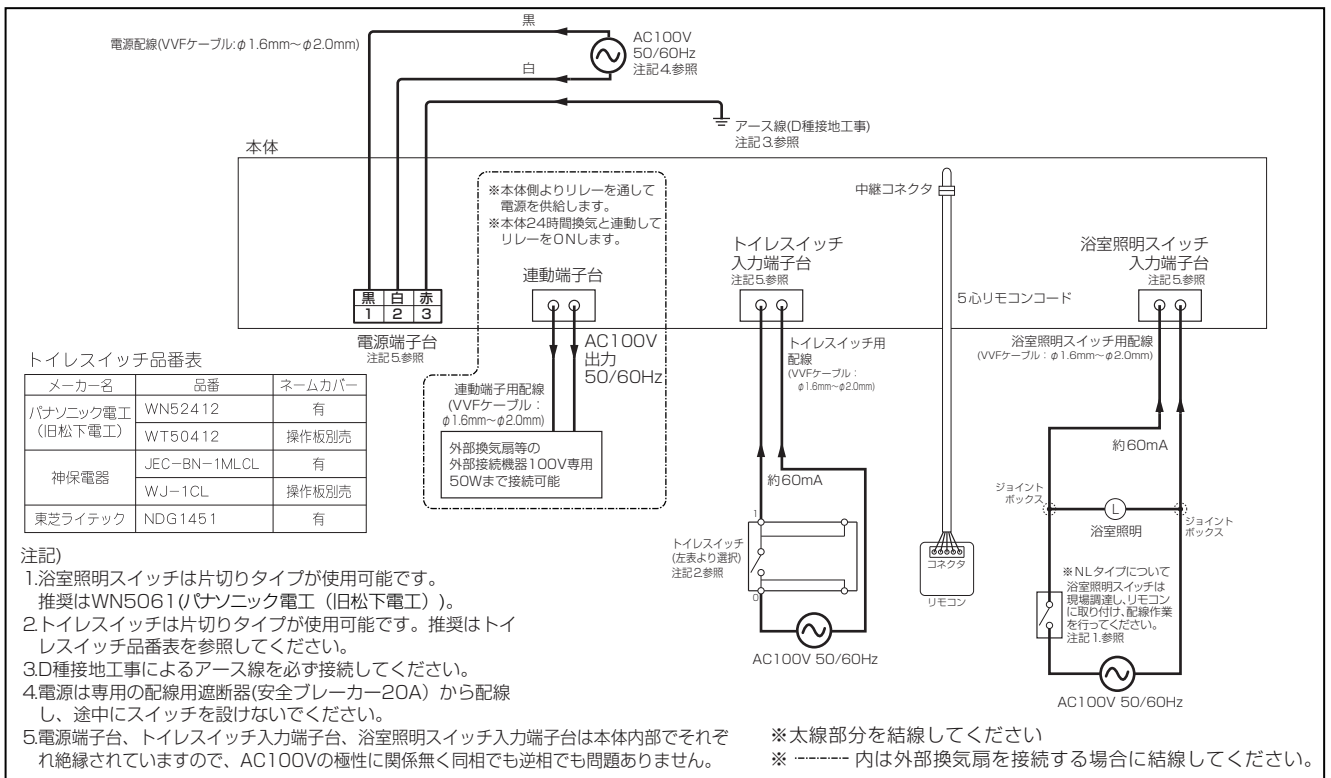 黒
電源配線(VVFケーブル:φ1.6mm～φ2.0mm)
AC100V
50/60Hz
注記4.参照
白
アース線(D種接地工事)
注記3.参照
本体
※本体側よりリレーを通して
電源を供給します。
※本体24時間換気と連動して
リレーをONします。
連動端子台
中継コネクタ
トイレスイッチ
入力端子台
注記5.参照
浴室照明スイッチ
入力端子台
注記5.参照
黒 白 赤
1 2 3
電源端子台
注記5.参照
5心リモコンコード
AC100V
出力
50/60Hz
連動端子用配線
(VVFケーブル：
φ1.6mm～φ2.0mm)
外部換気扇等の
外部接続機器100V専用
50Wまで接続可能
トイレスイッチ用
配線
(VVFケーブル：
φ1.6mm～φ2.0mm)
浴室照明スイッチ用配線
(VVFケーブル：φ1.6mm～φ2.0mm)
トイレスイッチ品番表
メーカー名 品番 ネームカバー
パナソニック電工
（旧松下電工）
WN52412 有
WT50412 操作板別売
神保電器
JEC−BN−1MLCL 有
WJ−1CL 操作板別売
東芝ライテック NDG1451 有
約60mA
1
トイレスイッチ
(左表より選択)
注記2参照
0
AC100V 50/60Hz
コネクタ
リモコン
約60mA
ジョイント
ボックス
L
浴室照明
ジョイント
ボックス
※NLタイプについて
浴室照明スイッチは
現場調達し、リモコン
に取り付け、配線作業
を行ってください。
注記1.参照
AC100V 50/60Hz
注記)
1.浴室照明スイッチは片切りタイプが使用可能です。
推奨はWN5061(パナソニック電工（旧松下電工）)。
2.トイレスイッチは片切りタイプが使用可能です。推奨はトイ
レスイッチ品番表を参照してください。
3.D種接地工事によるアース線を必ず接続してください。
4.電源は専用の配線用遮断器(安全ブレーカー20A）から配線
し、途中にスイッチを設けないでください。
5.電源端子台、トイレスイッチ入力端子台、浴室照明スイッチ入力端子台は本体内部でそれぞ
れ絶縁されていますので、AC100Vの極性に関係無く同相でも逆相でも問題ありません。
※太線部分を結線してください
※ 内は外部換気扇を接続する場合に結線してください。